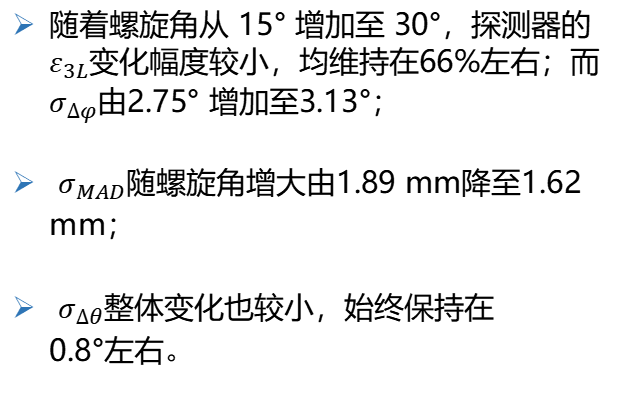 ➢ 随着螺旋角从 15° 增加至 30°，探测器的
ε3L变化幅度较小，均维持在66%左右；而
σΔφ由2.75° 增加至3.13°；
➢ σMAD随螺旋角增大由1.89 mm降至1.62
mm；
➢ σΔθ整体变化也较小，始终保持在
0.8°左右。